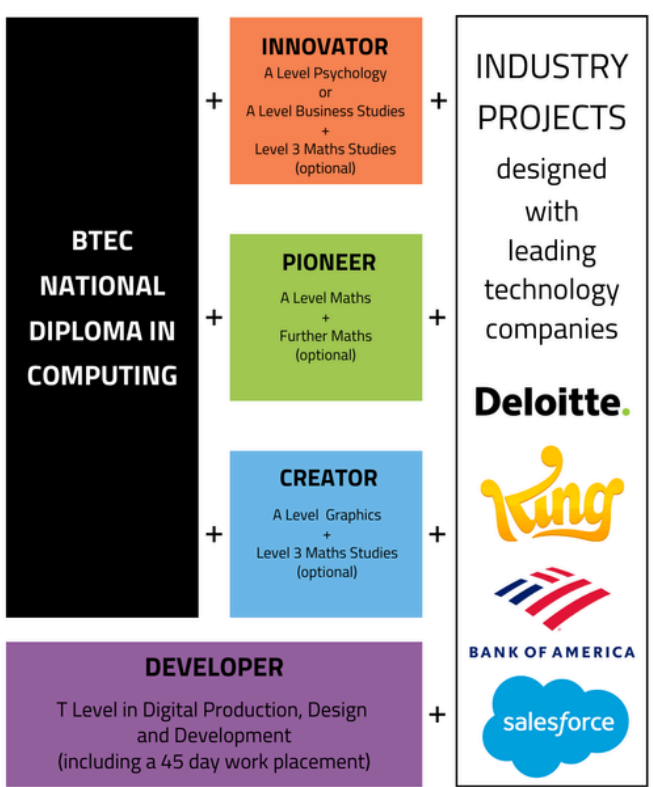 BTEC
NATIONAL
DIPLOMA IN
COMPUTING
+
INNOVATOR
A Level Psychology
or
A Level Business Studies
+
Level 3 Maths Studies
(optional)
+
+
PIONEER
A Level Maths
+
Further Maths
(optional)
+
+
CREATOR
A Level Graphics
+
Level 3 Maths Studies
(optional)
+
DEVELOPER
T Level in Digital Production, Design
and Development
(including a 45 day work placement)
+
INDUSTRY
PROJECTS
designed
with
leading
technology
companies
Deloitte.
King
BANK OF AMERICA
salesforce